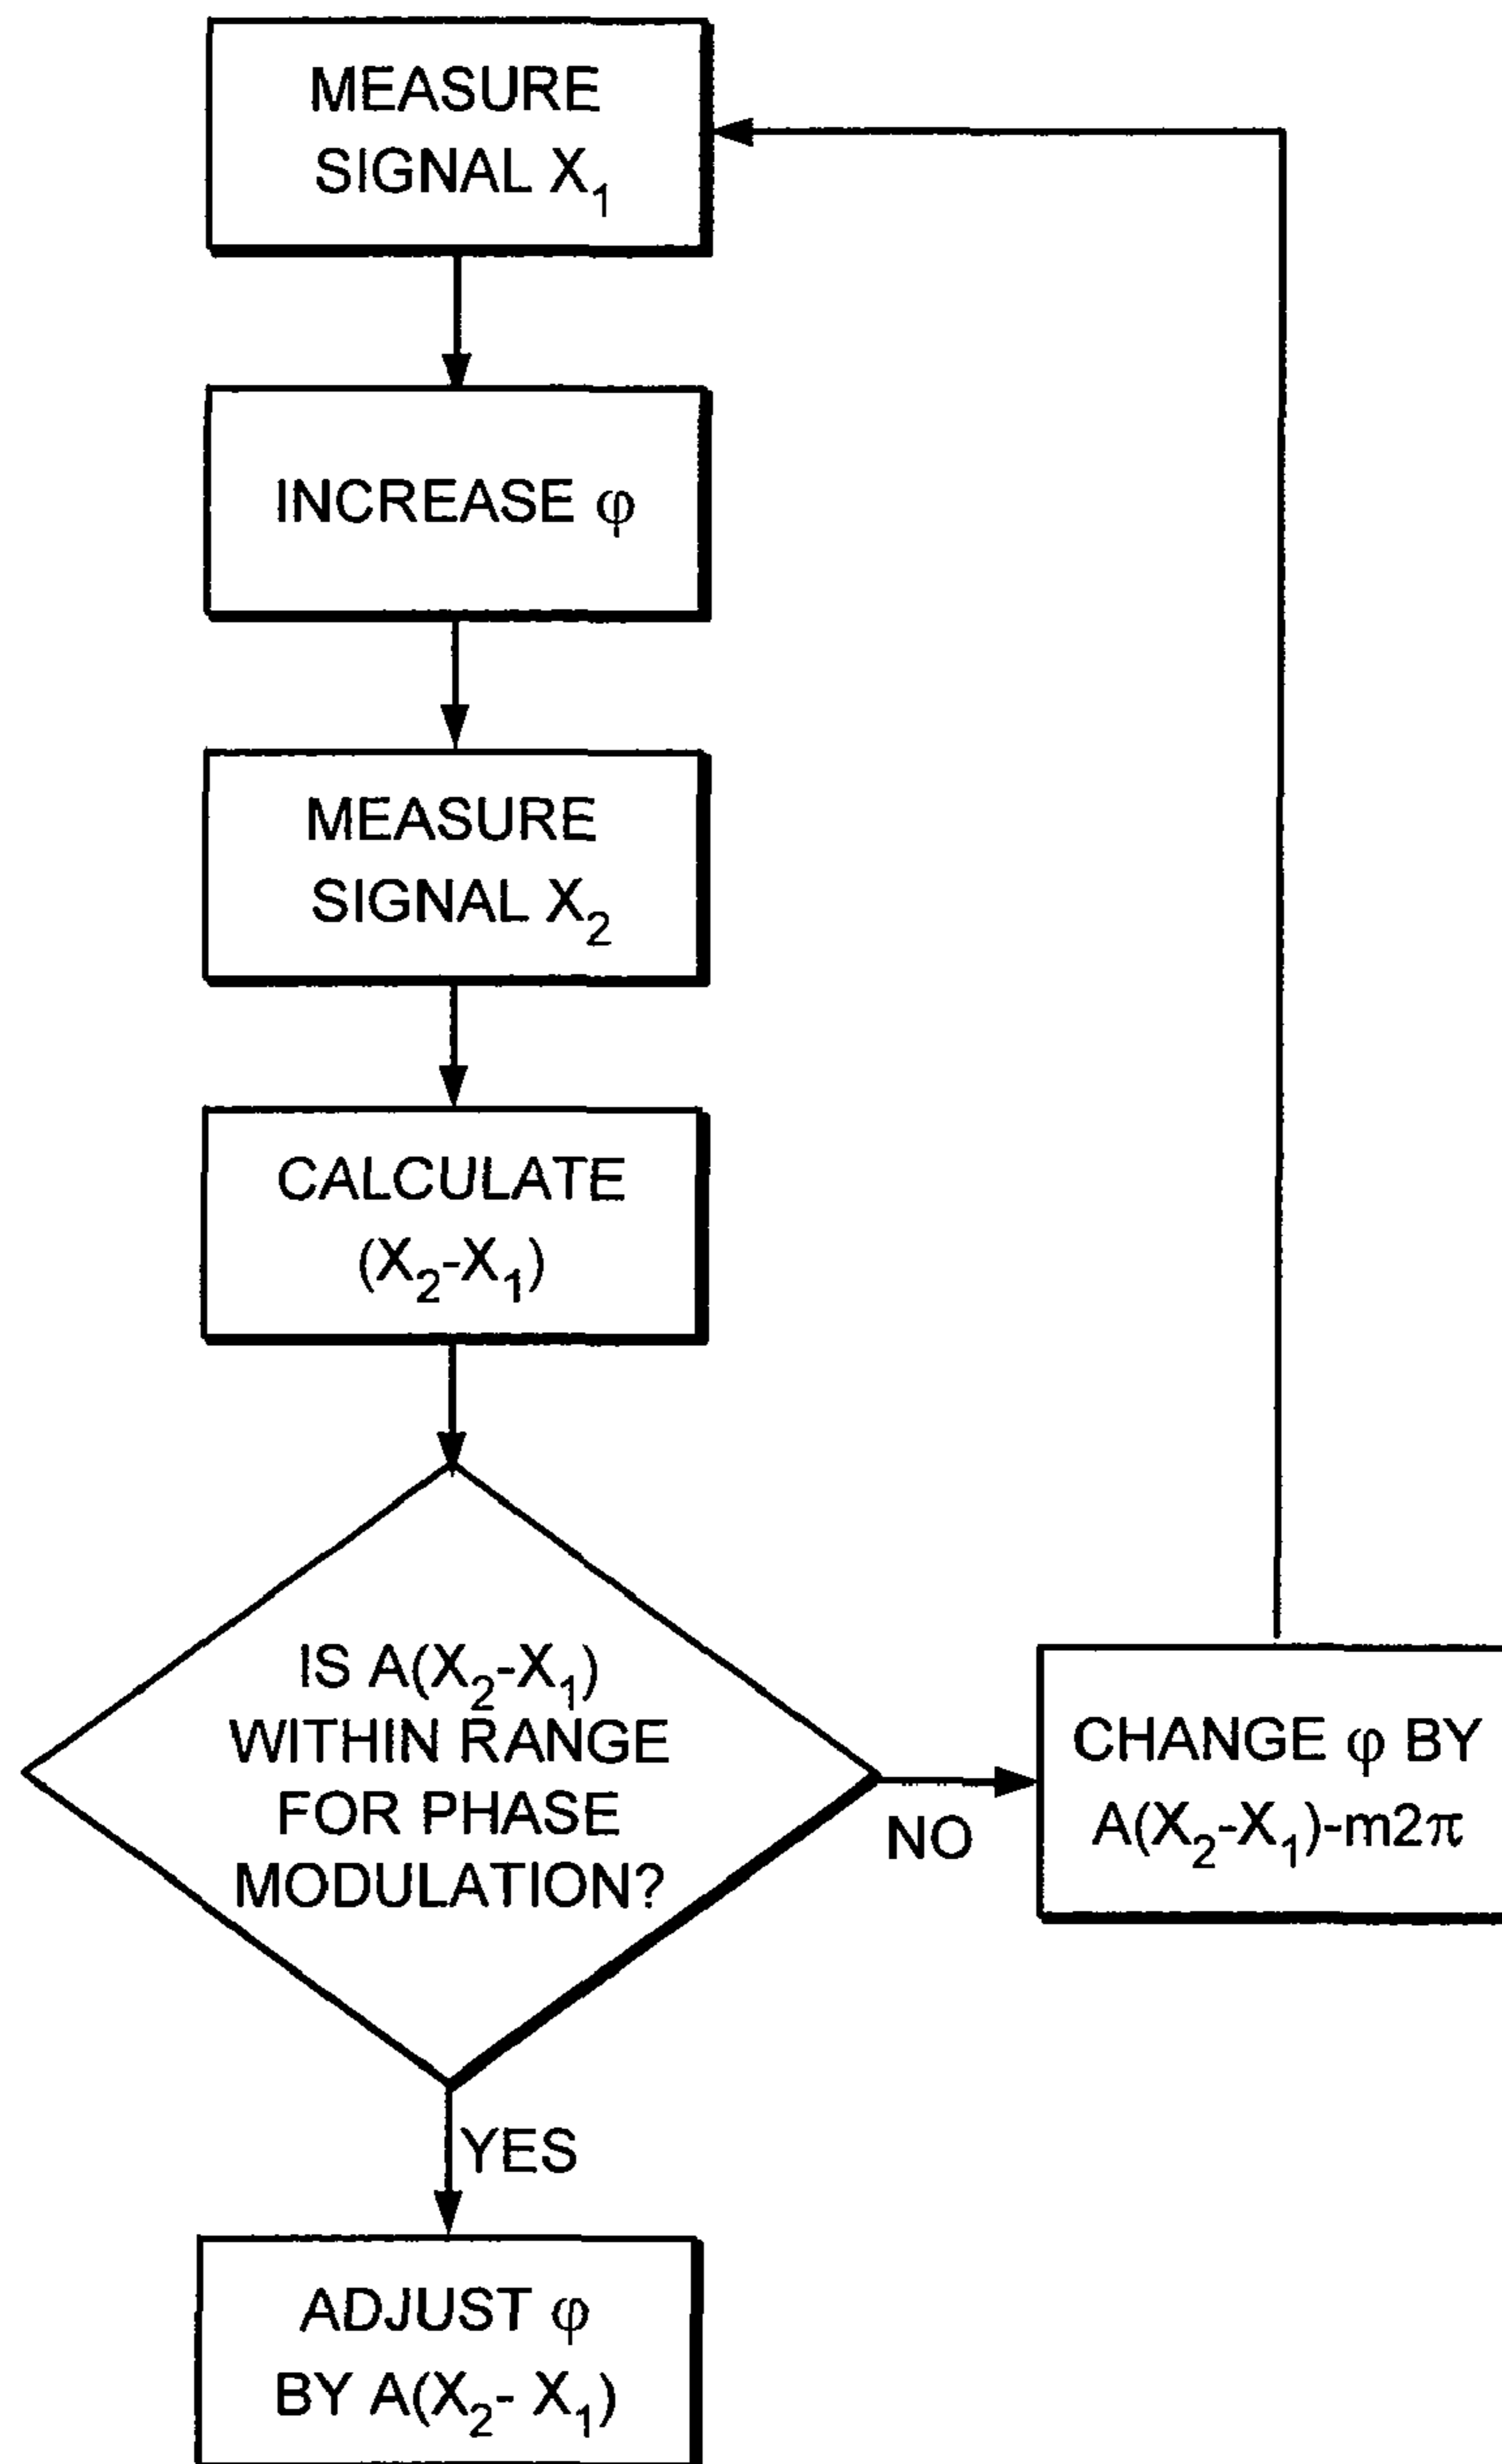 MEASURE
SIGNAL X₁
INCREASE φ
MEASURE
SIGNAL X₂
CALCULATE
(X₂-X₁)
IS A(X₂-X₁)
WITHIN RANGE
FOR PHASE
MODULATION?
NO
CHANGE φ BY
A(X₂-X₁)-m2π
YES
ADJUST φ
BY A(X₂- X₁)